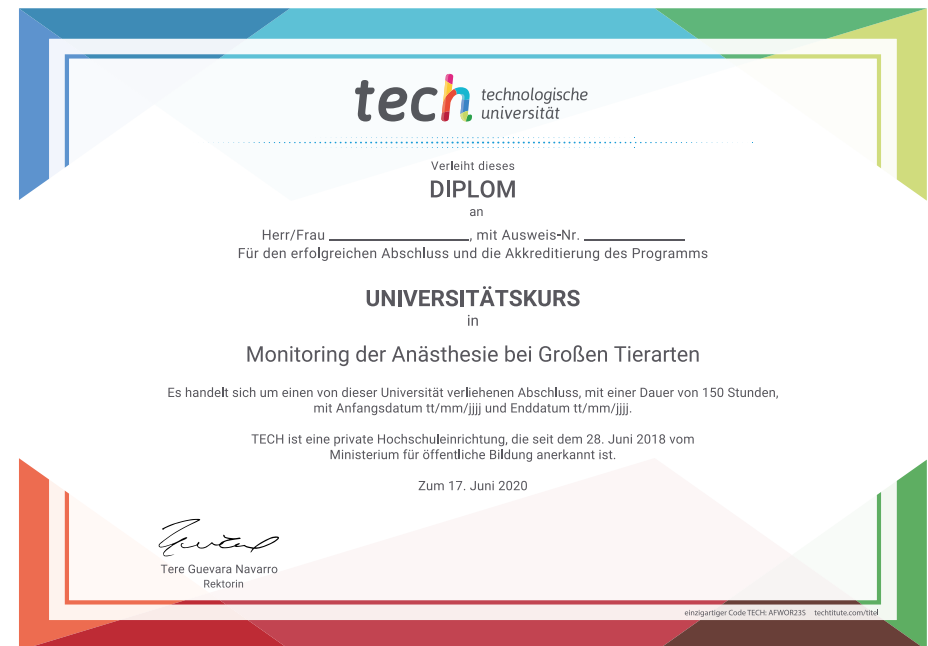 tech technologische
universität
Verleiht dieses
DIPLOM
an
Herr/Frau ____________________, mit Ausweis-Nr. ______________
Für den erfolgreichen Abschluss und die Akkreditierung des Programms
UNIVERSITÄTSKURS
in
Monitoring der Anästhesie bei Großen Tierarten
Es handelt sich um einen von dieser Universität verliehenen Abschluss, mit einer Dauer von 150 Stunden,
mit Anfangsdatum tt/mm/jjjj und Enddatum tt/mm/jjjj.
TECH ist eine private Hochschuleinrichtung, die seit dem 28. Juni 2018 vom
Ministerium für öffentliche Bildung anerkannt ist.
Zum 17. Juni 2020
Tere Guevara Navarro
Rektorin
einzigartiger Code TECH: AFWOR23S techtitute.com/titel